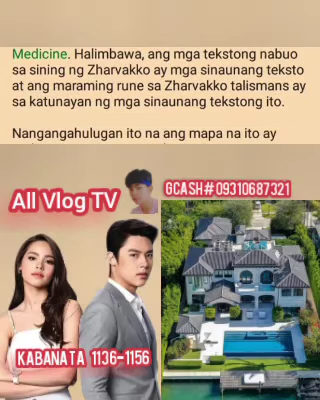 Medicine. Halimbawa, ang mga tekstong nabuo
sa sining ng Zharvakko ay mga sinaunang teksto
at ang maraming rune sa Zharvakko talismans ay
sa katunayan ng mga sinaunang tekstong ito.
Nangangahulugan ito na ang mapa na ito ay
All Vlog TV
GCASH# 09310687321
KABANATA 1136-1156